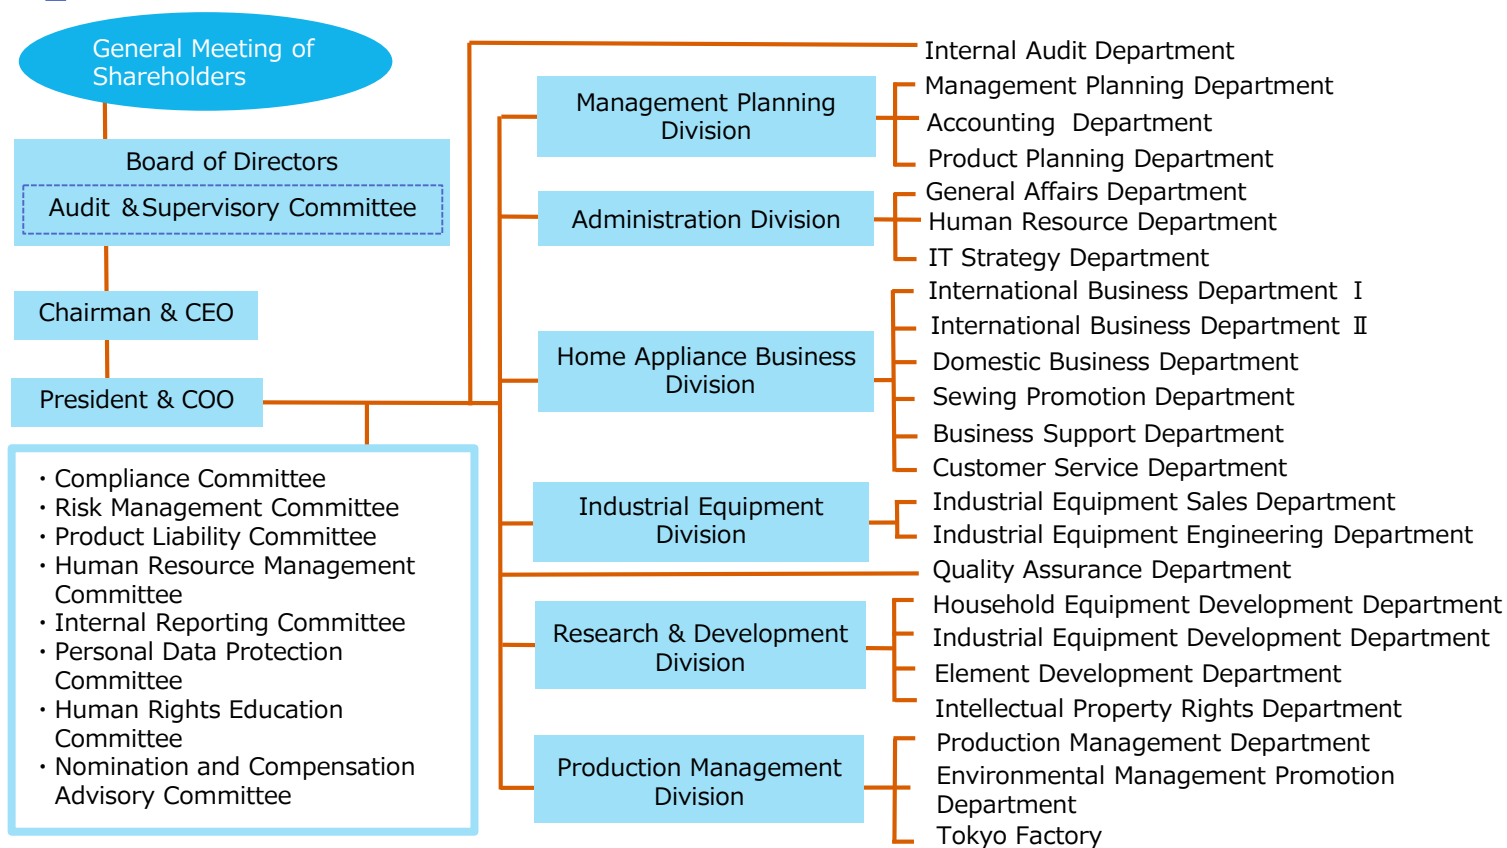 General Meeting of
Shareholders
Board of Directors
Audit & Supervisory Committee
Chairman & CEO
President & COO
・Compliance Committee
・Risk Management Committee
・Product Liability Committee
・Human Resource Management
Committee
・Internal Reporting Committee
・Personal Data Protection
Committee
・Human Rights Education
Committee
・Nomination and Compensation
Advisory Committee
Internal Audit Department
Management Planning
Division
Management Planning Department
Accounting Department
Product Planning Department
Administration Division
General Affairs Department
Human Resource Department
IT Strategy Department
Home Appliance Business
Division
International Business Department Ⅰ
International Business Department Ⅱ
Domestic Business Department
Sewing Promotion Department
Business Support Department
Customer Service Department
Industrial Equipment
Division
Industrial Equipment Sales Department
Industrial Equipment Engineering Department
Quality Assurance Department
Research & Development
Division
Household Equipment Development Department
Industrial Equipment Development Department
Element Development Department
Intellectual Property Rights Department
Production Management
Division
Production Management Department
Environmental Management Promotion
Department
Tokyo Factory